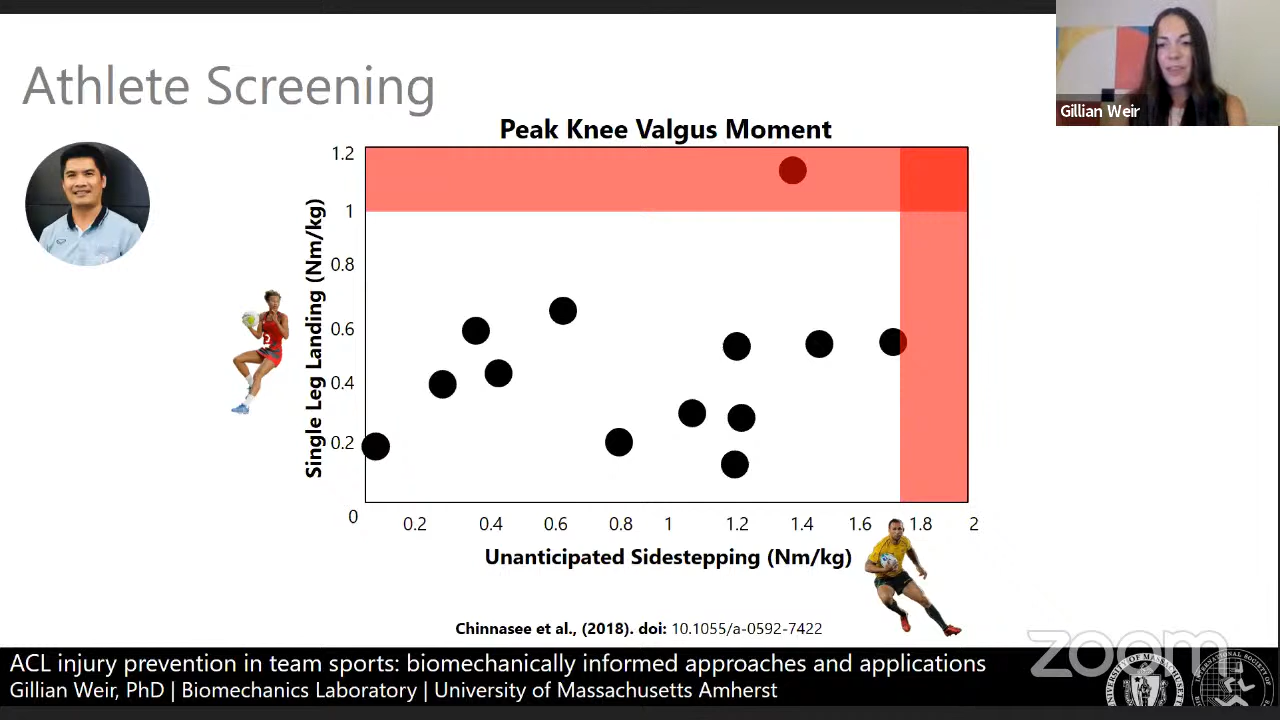 Athlete Screening
Gillian Weir
Peak Knee Valgus Moment
Single Leg Landing (Nm/kg)
1.2
1
0.8
0.6
0.4
0.2
0
0.2 0.4 0.6 0.8 1 1.2 1.4 1.6 1.8 2
Unanticipated Sidestepping (Nm/kg)
Chinnasee et al., (2018). doi: 10.1055/a-0592-7422
zoom
ACL injury prevention in team sports: biomechanically informed approaches and applications
Gillian Weir, PhD | Biomechanics Laboratory | University of Massachusetts Amherst